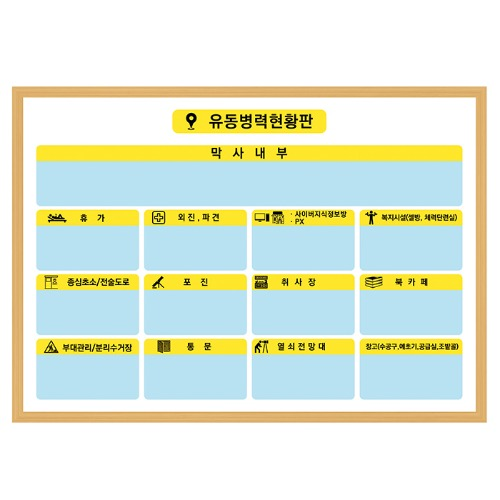 유동병력현황판
막 사 내 부
휴 가
외 진 , 파 견
· 사이버지식정보방
· PX
복지시설(샐방, 체력단련실)
종심초소/전술도로
포 진
취 사 장
북 카 페
부대관리/분리수거장
통 문
열 쇠 전 망 대
창고(수공구,예초기,공급실,조발골)